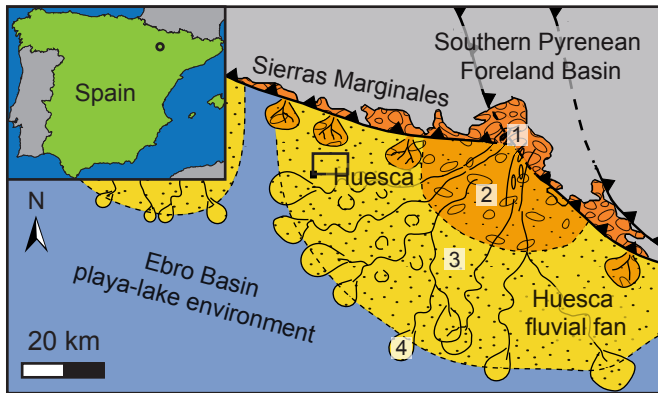 Spain
Southern Pyrenean
Foreland Basin
Sierras Marginales
1
Huesca
2
N
3
Ebro Basin
playa-lake environment
Huesca
fluvial fan
20 km
4